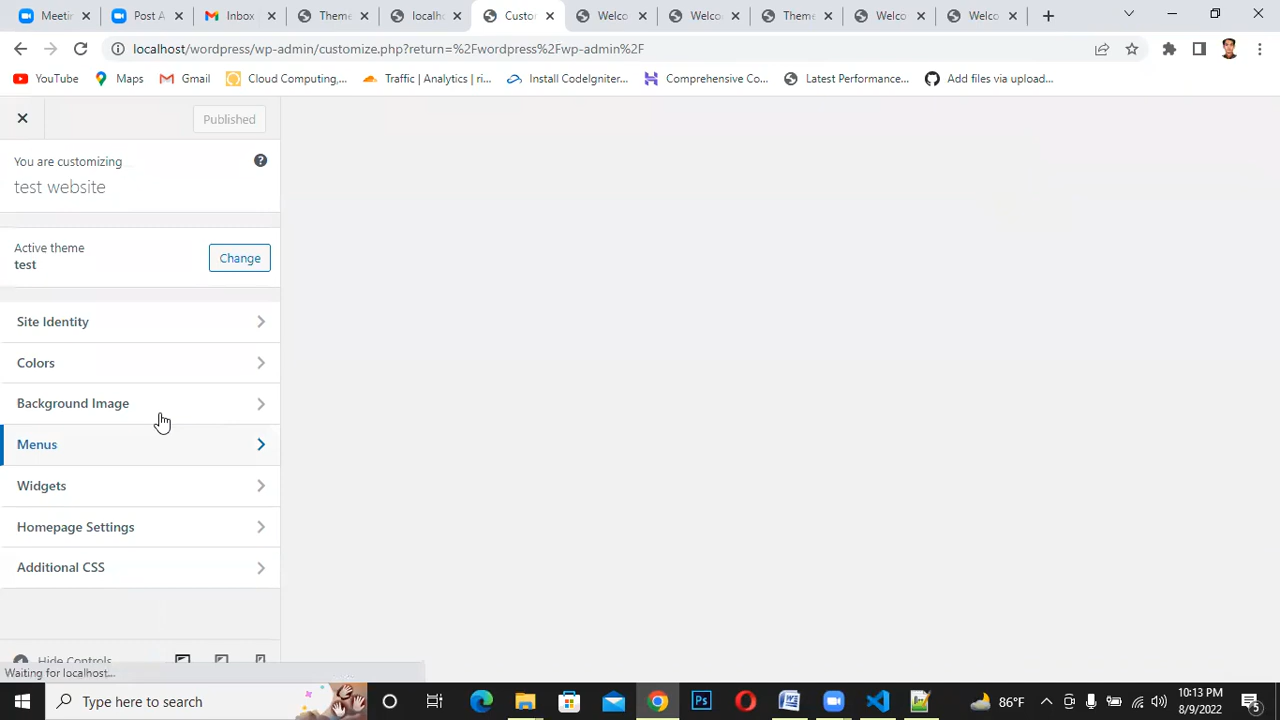 Meetin
Post A
Inbox (
Theme
localho
Custo
Welco
Welco
Theme
Welco
Welco
localhost/wordpress/wp-admin/customize.php?return=%2Fwordpress%2Fwp-admin%2F
YouTube
Maps
Gmail
Cloud Computing,...
Traffic | Analytics | ri...
Install CodeIgniter...
Comprehensive Co...
Latest Performance...
Add files via upload...
Published
You are customizing
test website
Active theme
test
Change
Site Identity
Colors
Background Image
Menus
Widgets
Homepage Settings
Additional CSS
Hide Controls
Waiting for localhost...
Type here to search
Ps
86°F
10:13 PM
8/9/2022
5